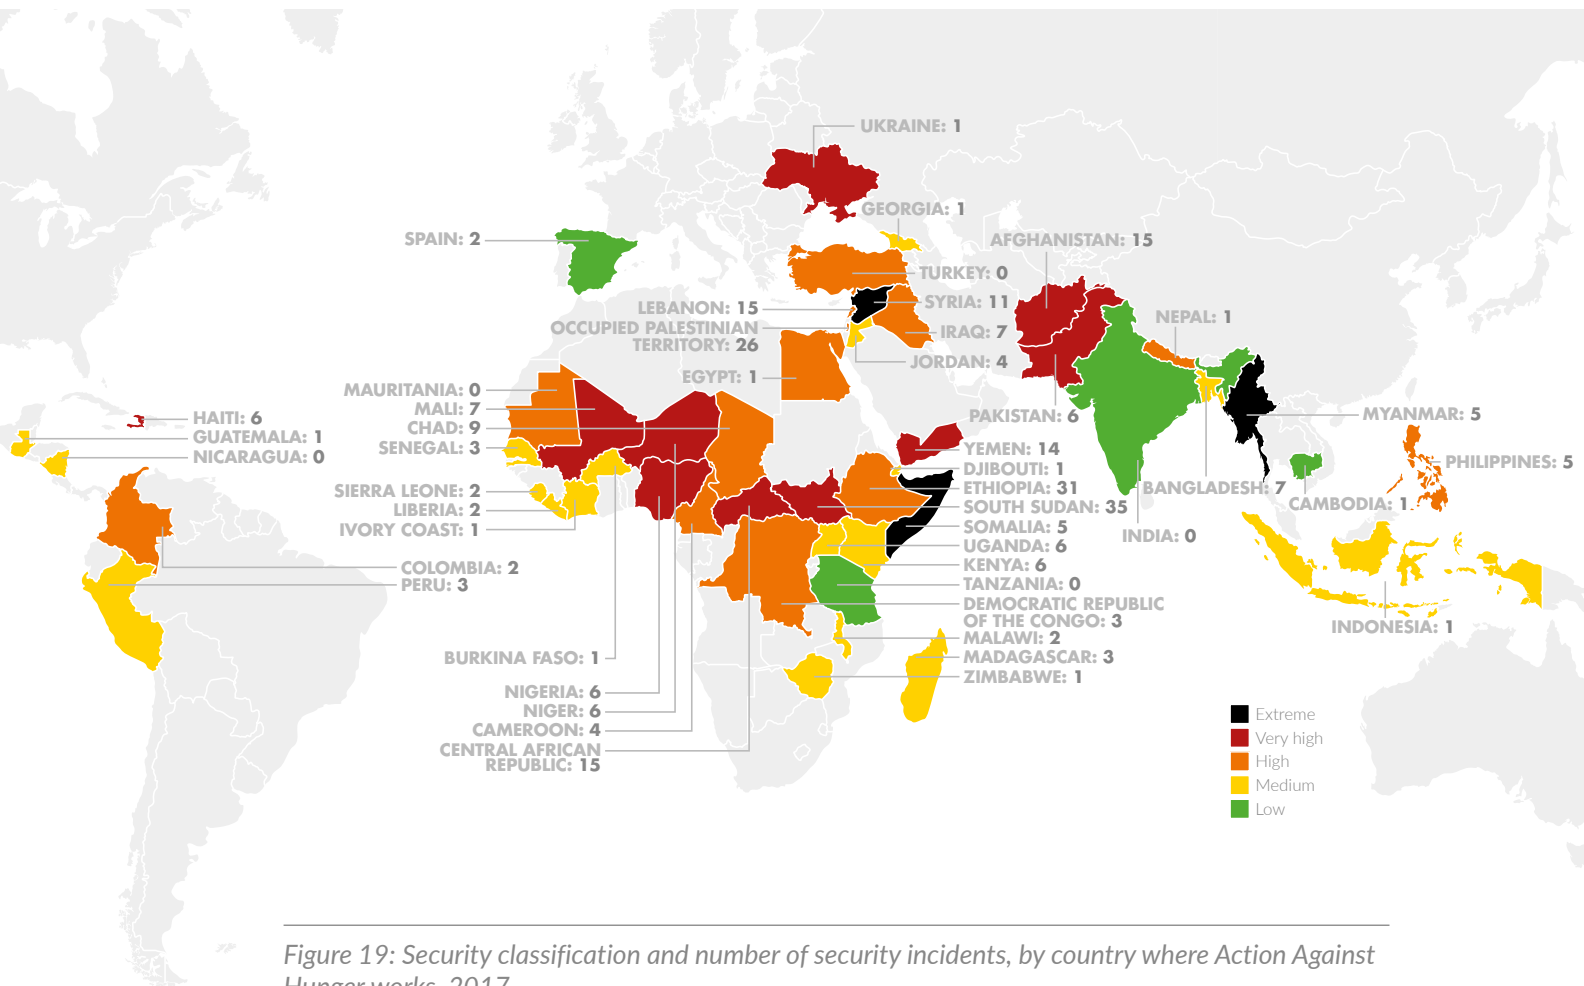 UKRAINE: 1
GEORGIA: 1
SPAIN: 2
AFGHANISTAN: 15
TURKEY: 0
LEBANON: 15
SYRIA: 11
OCCUPIED PALESTINIAN
TERRITORY: 26
IRAQ: 7
NEPAL: 1
JORDAN: 4
EGYPT: 1
MAURITANIA: 0
MALI: 7
CHAD: 9
SENEGAL: 3
HAITI: 6
GUATEMALA: 1
NICARAGUA: 0
PAKISTAN: 6
MYANMAR: 5
YEMEN: 14
DJIBOUTI: 1
ETHIOPIA: 31
SOUTH SUDAN: 35
SOMALIA: 5
UGANDA: 6
KENYA: 6
TANZANIA: 0
DEMOCRATIC REPUBLIC
OF THE CONGO: 3
MALAWI: 2
MADAGASCAR: 3
ZIMBABWE: 1
PHILIPPINES: 5
BANGLADESH: 7
CAMBODIA: 1
INDIA: 0
INDONESIA: 1
SIERRA LEONE: 2
LIBERIA: 2
IVORY COAST: 1
COLOMBIA: 2
PERU: 3
BURKINA FASO: 1
NIGERIA: 6
NIGER: 6
CAMEROON: 4
CENTRAL AFRICAN
REPUBLIC: 15
Extreme
Very high
High
Medium
Low
Figure 19: Security classification and number of security incidents, by country where Action Against
Hunger works, 2017